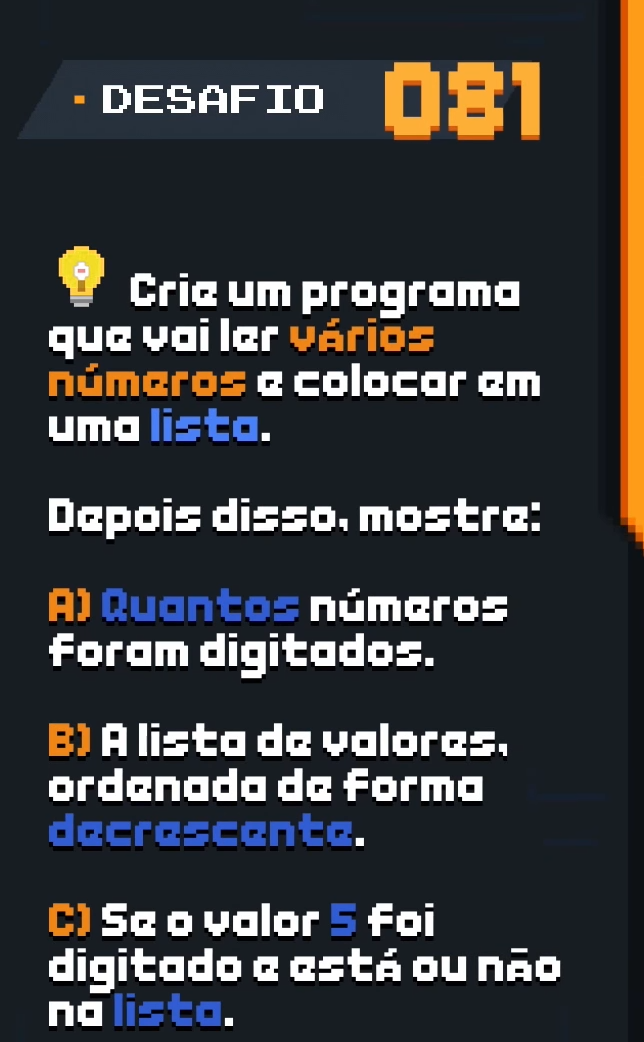 DESAFIO 081
Crie um programa
que vai ler vários
números e colocar em
uma lista.
Depois disso, mostre:
A) Quantos números
foram digitados.
B) A lista de valores,
ordenada de forma
decrescente.
C) Se o valor 5 foi
digitado e está ou não
na lista.